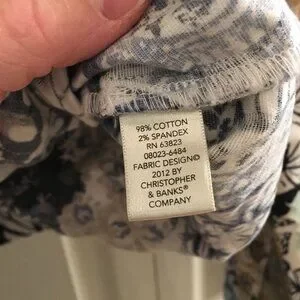 98% COTTON
2% SPANDEX
RN 63823
08023-6484
FABRIC DESIGN©
2012 BY
CHRISTOPHER
& BANKS®
COMPANY